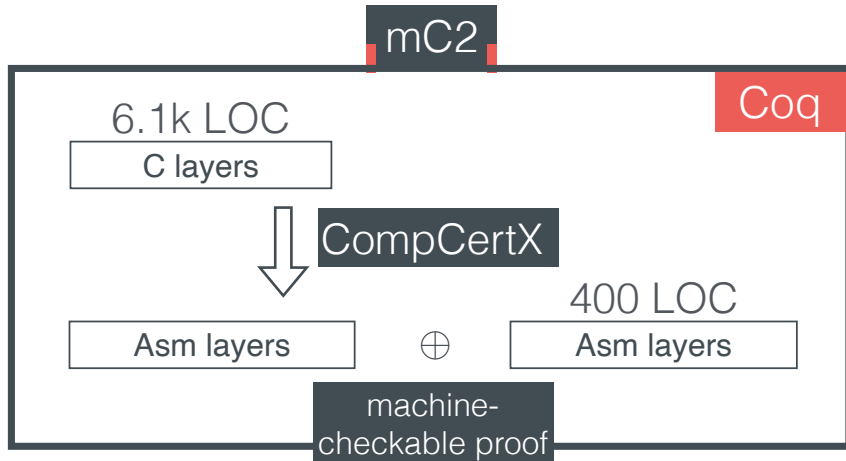 mC2
Coq
6.1k LOC
C layers
CompCertX
400 LOC
Asm layers
⊕
Asm layers
machine-
checkable proof